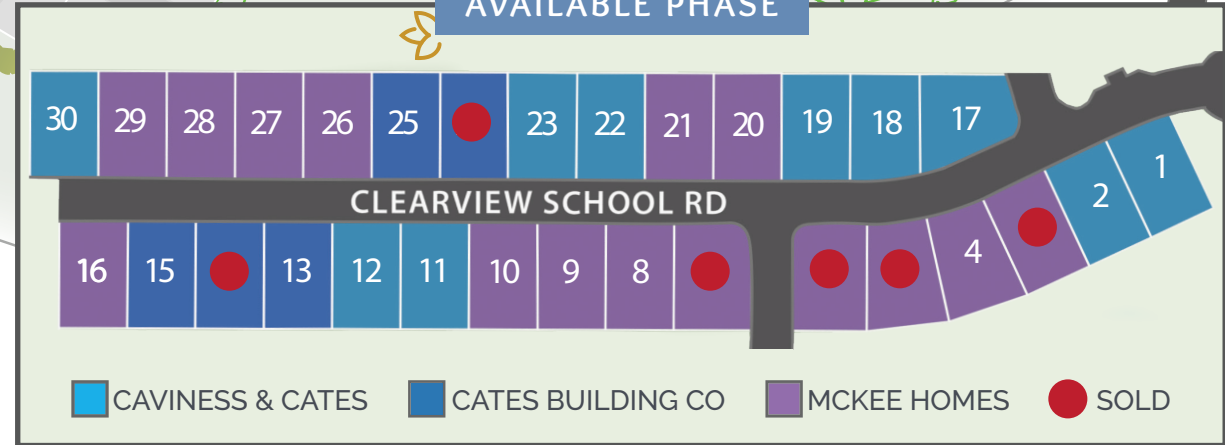 AVAILABLE PHASE
30 29 28 27 26 25 23 22 21 20 19 18 17
CLEARVIEW SCHOOL RD
16 15 13 12 11 10 9 8 4 2 1
CAVINESS & CATES CATES BUILDING CO MCKEE HOMES SOLD